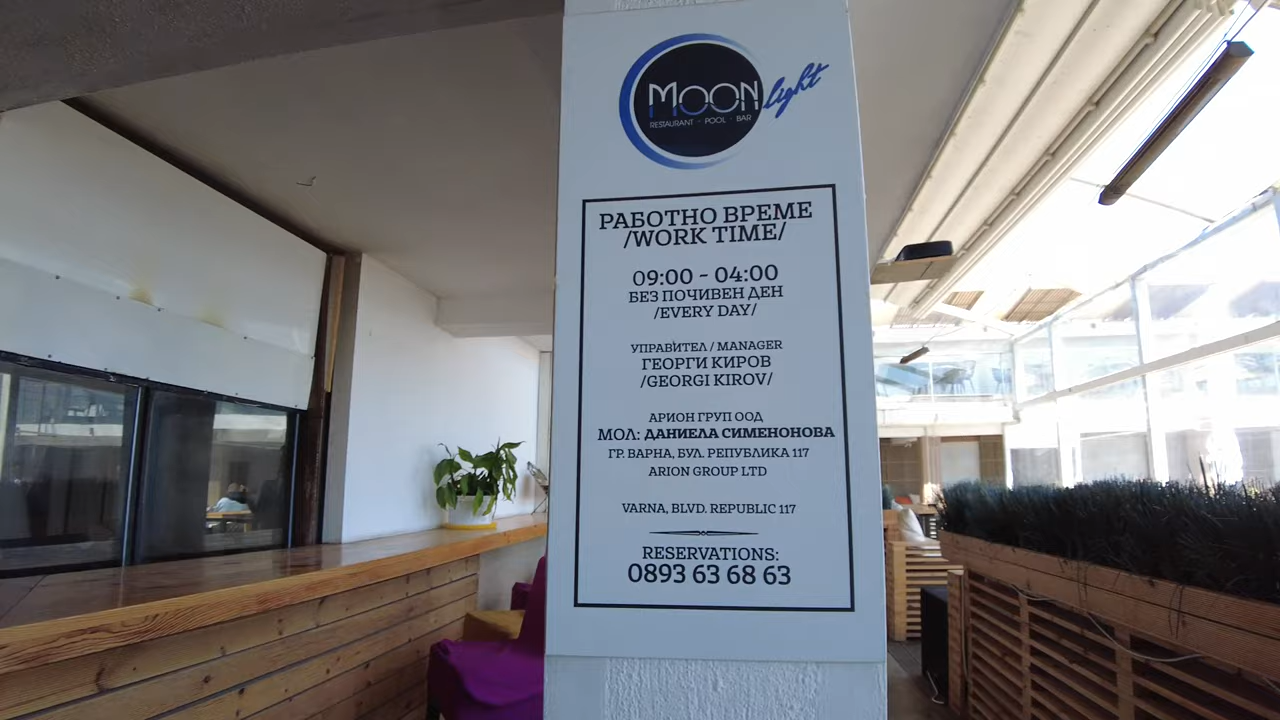 MOON light
RESTAURANT · POOL · BAR
РАБОТНО ВРЕМЕ
/WORK TIME/
09:00 - 04:00
БЕЗ ПОЧИВЕН ДЕН
/EVERY DAY/
УПРАВИТЕЛ / MANAGER
ГЕОРГИ КИРОВ
/GEORGI KIROV/
АРИОН ГРУП ООД
МОЛ: ДАНИЕЛА СИМЕНОНОВА
ГР. ВАРНА, БУЛ. РЕПУБЛИКА 117
ARION GROUP LTD
VARNA, BLVD. REPUBLIC 117
RESERVATIONS:
0893 63 68 63